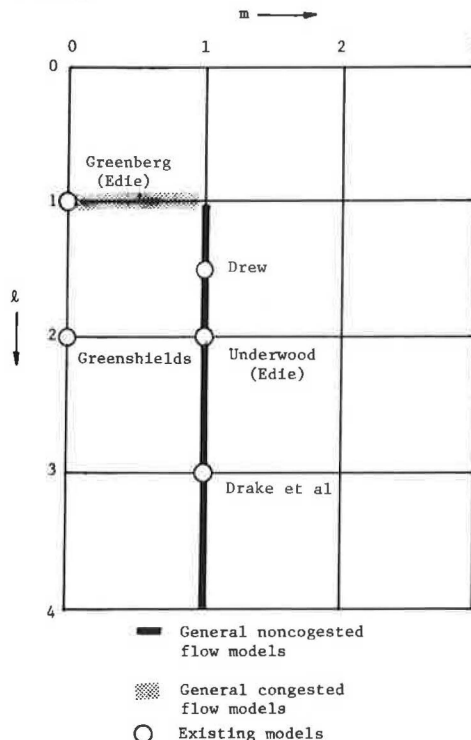 m
0 1 2
0
Greenberg
(Edie)
1
Drew
ℓ
2
Greenshields
Underwood
(Edie)
3
Drake et al
4
General noncogested
flow models
General congested
flow models
Existing models